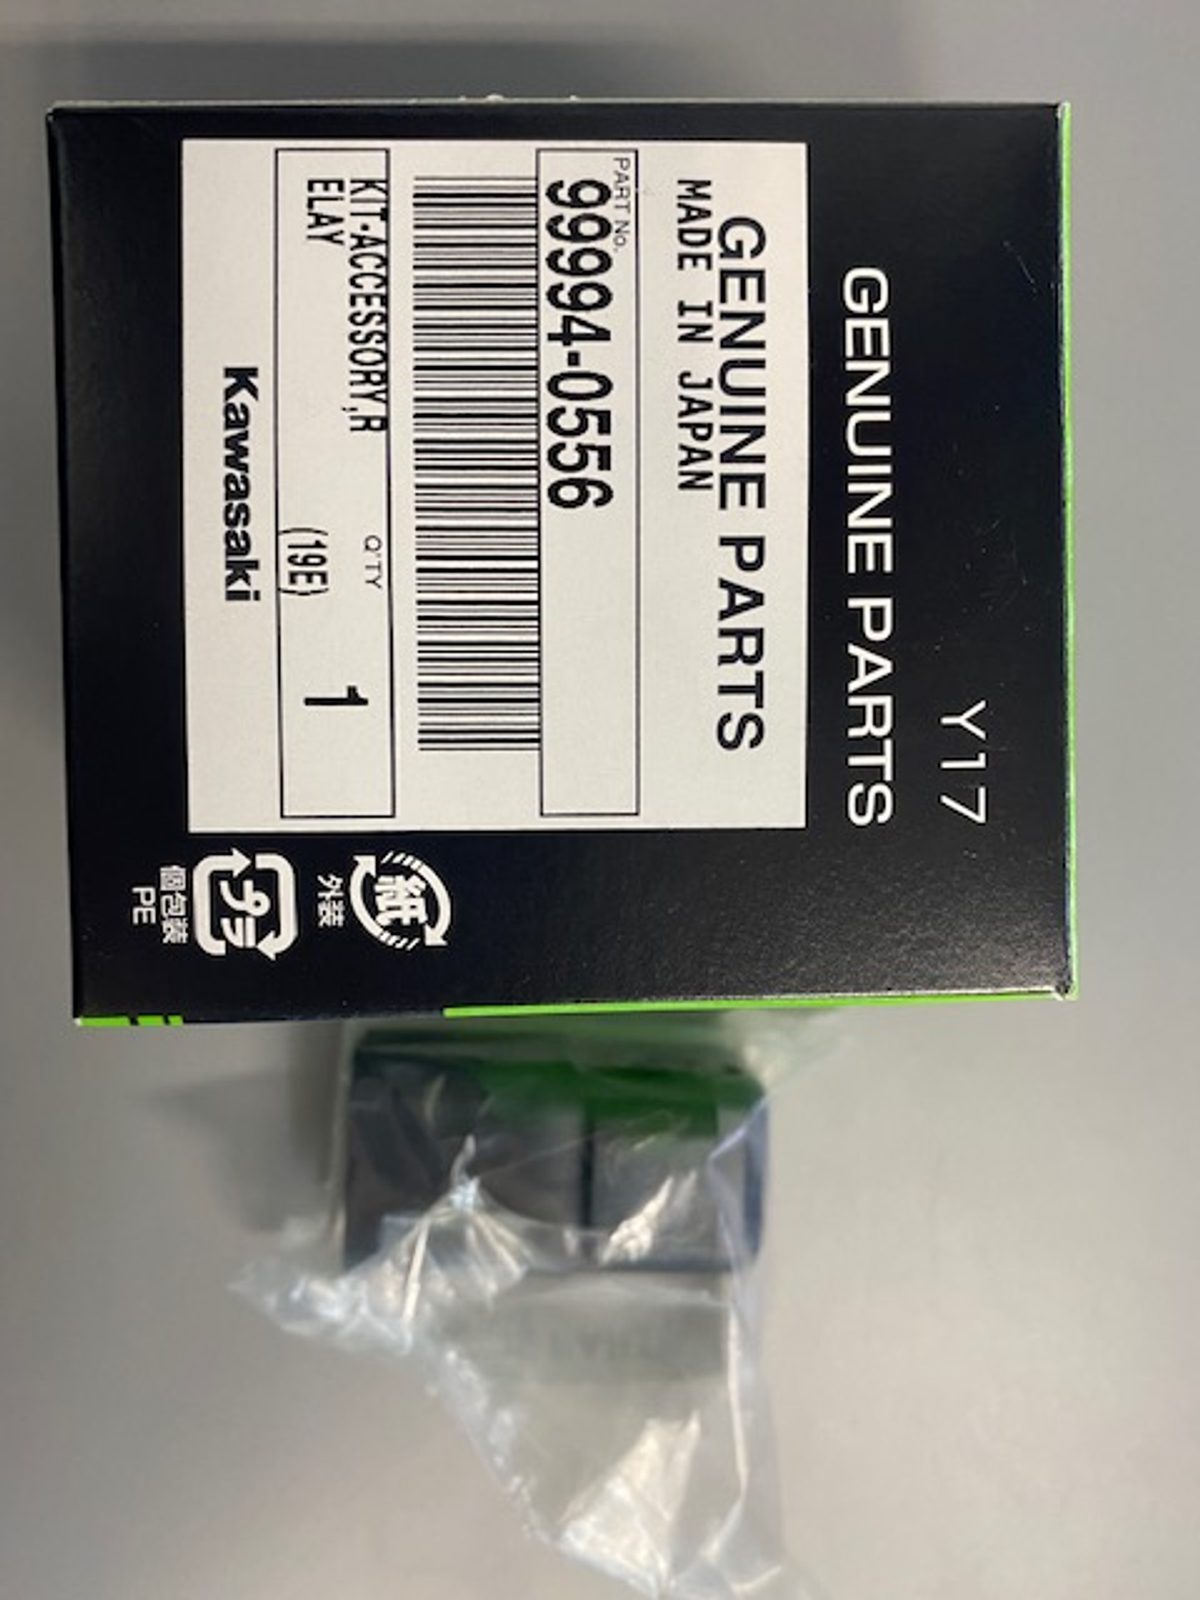 Y17
GENUINE PARTS
GENUINE PARTS
MADE IN JAPAN
PART No.
99994-0556
KIT-ACCESSORY,R
ELAY
Q'TY
1
(19E)
Kawasaki
紙
外装
プラ
個包装
PE